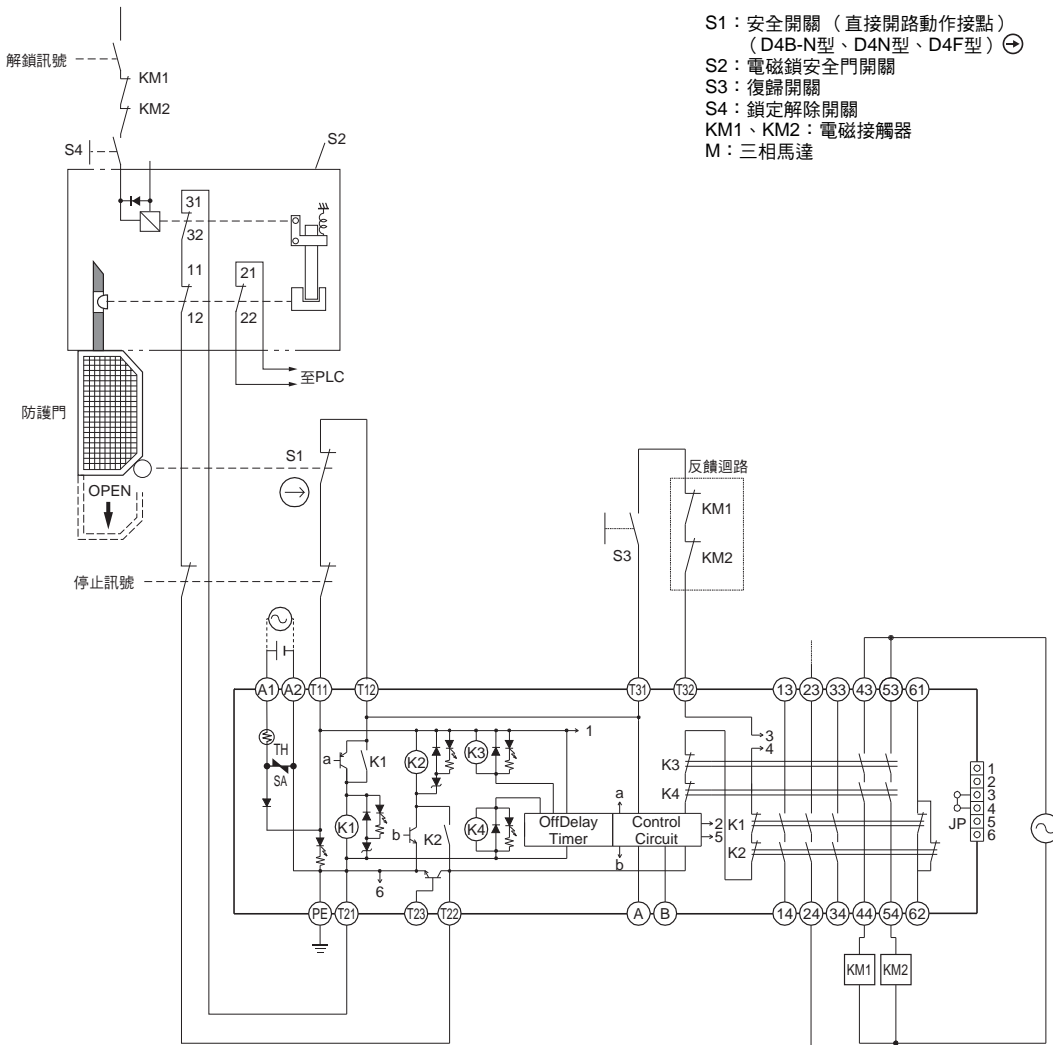 S1：安全開關（直接開路動作接點）
（D4B-N型、D4N型、D4F型）
S2：電磁鎖安全門開關
S3：復歸開關
S4：鎖定解除開關
KM1、KM2：電磁接觸器
M：三相馬達
解鎖訊號
KM1
KM2
S4
S2
31
32
11
21
12
22
至PLC
防護門
OPEN
S1
反饋迴路
KM1
S3
KM2
停止訊號
A1 A2 T11 T12 T31 T32 13 23 33 43 53 61
1
3
4
TH
SA
a
K1
K2
K3
K3
K4
1
2
3
4
5
6
JP
K1
b
K2
K4
a
OffDelay Timer
Control Circuit
b
2
5
K1
K2
6
PE T21 T23 T22 A B 14 24 34 44 54 62
KM1 KM2